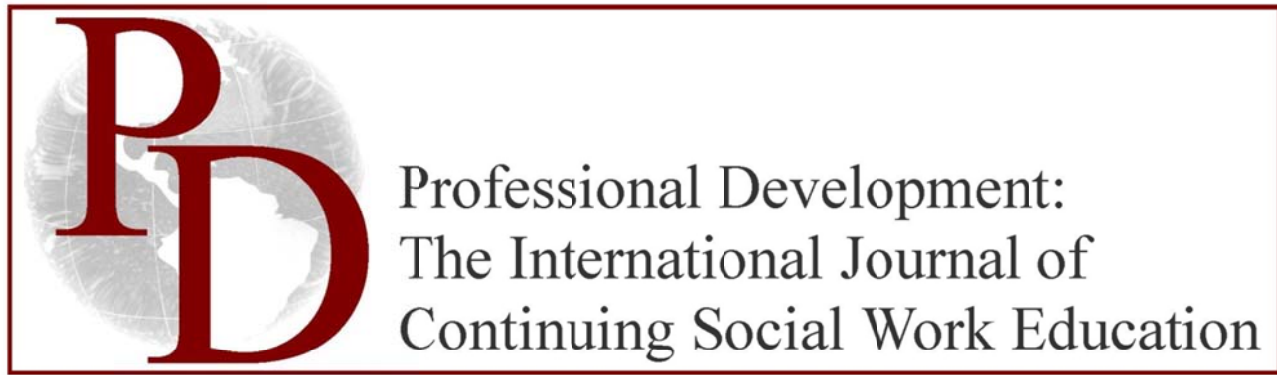 PD
Professional Development:
The International Journal of
Continuing Social Work Education